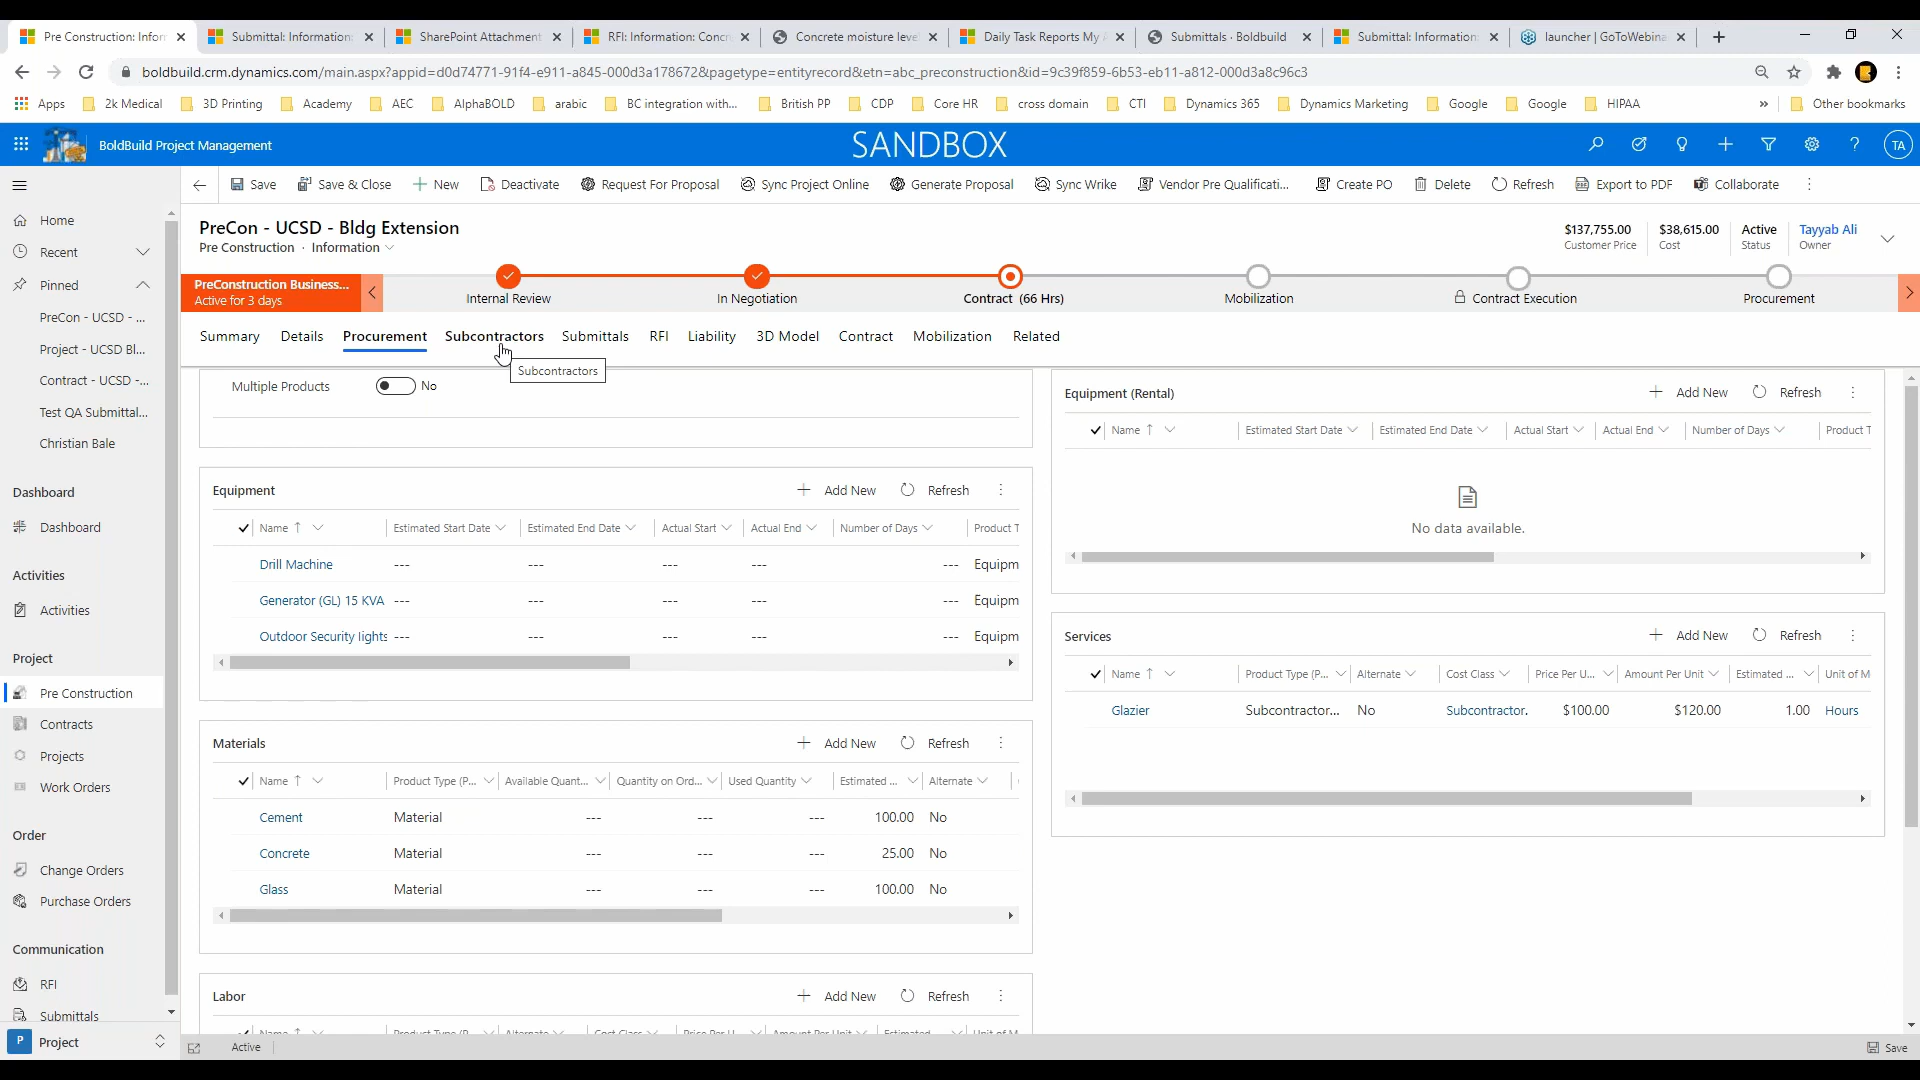 Pre Construction: Inform
Submittal: Information:
SharePoint Attachment
RFI: Information: Concr
Concrete moisture leve
Daily Task Reports My A
Submittals · Boldbuild
Submittal: Information:
launcher | GoToWebina
boldbuild.crm.dynamics.com/main.aspx?appid=d0d74771-91f4-e911-a845-000d3a178672&pagetype=entityrecord&etn=abc_preconstruction&id=9c39f859-6b53-eb11-a812-000d3a8c96c3
Apps 2k Medical 3D Printing Academy AEC AlphaBOLD arabic BC integration with... British PP CDP Core HR cross domain CTI Dynamics 365 Dynamics Marketing Google Google HIPAA » Other bookmarks
BoldBuild Project Management
SANDBOX
TA
Save Save & Close New Deactivate Request For Proposal Sync Project Online Generate Proposal Sync Wrike Vendor Pre Qualificati... Create PO Delete Refresh Export to PDF Collaborate
Home
Recent
Pinned
PreCon - UCSD - ...
Project - UCSD Bl...
Contract - UCSD -...
Test QA Submittal...
Christian Bale
Dashboard
Dashboard
Activities
Activities
Project
Pre Construction
Contracts
Projects
Work Orders
Order
Change Orders
Purchase Orders
Communication
RFI
Submittals
P Project
PreCon - UCSD - Bldg Extension
Pre Construction · Information
$137,755.00
Customer Price
$38,615.00
Cost
Active
Status
Tayyab Ali
Owner
PreConstruction Business...
Active for 3 days
Internal Review
In Negotiation
Contract (66 Hrs)
Mobilization
Contract Execution
Procurement
Summary Details Procurement Subcontractors Submittals RFI Liability 3D Model Contract Mobilization Related
Subcontractors
Multiple Products No
Equipment Add New Refresh
Name Estimated Start Date Estimated End Date Actual Start Actual End Number of Days Product T
Drill Machine --- --- --- --- --- Equipm
Generator (GL) 15 KVA --- --- --- --- --- Equipm
Outdoor Security lights --- --- --- --- --- Equipm
Materials Add New Refresh
Name Product Type (P... Available Quant... Quantity on Ord... Used Quantity Estimated ... Alternate
Cement Material --- --- --- 100.00 No
Concrete Material --- --- --- 25.00 No
Glass Material --- --- --- 100.00 No
Labor Add New Refresh
Name Product Type (P... Alternate Cost Class Price Per U... Amount Per Unit Estimated ... Unit of M
Equipment (Rental) Add New Refresh
Name Estimated Start Date Estimated End Date Actual Start Actual End Number of Days Product T
No data available.
Services Add New Refresh
Name Product Type (P... Alternate Cost Class Price Per U... Amount Per Unit Estimated ... Unit of M
Glazier Subcontractor... No Subcontractor. $100.00 $120.00 1.00 Hours
Active
Save